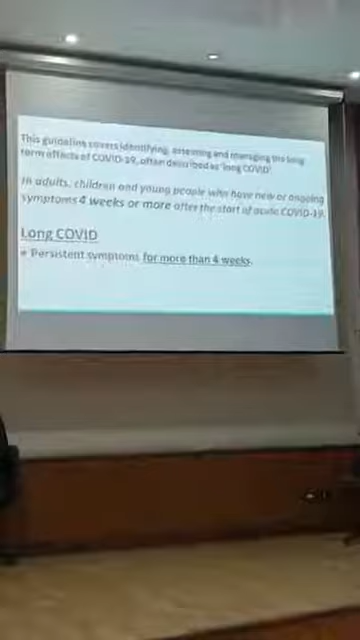 This guideline covers identifying, assessing and managing the long
term effects of COVID-19, often described as 'long COVID'
In adults, children and young people who have new or ongoing
symptoms 4 weeks or more after the start of acute COVID-19.
Long COVID
• Persistent symptoms for more than 4 weeks.